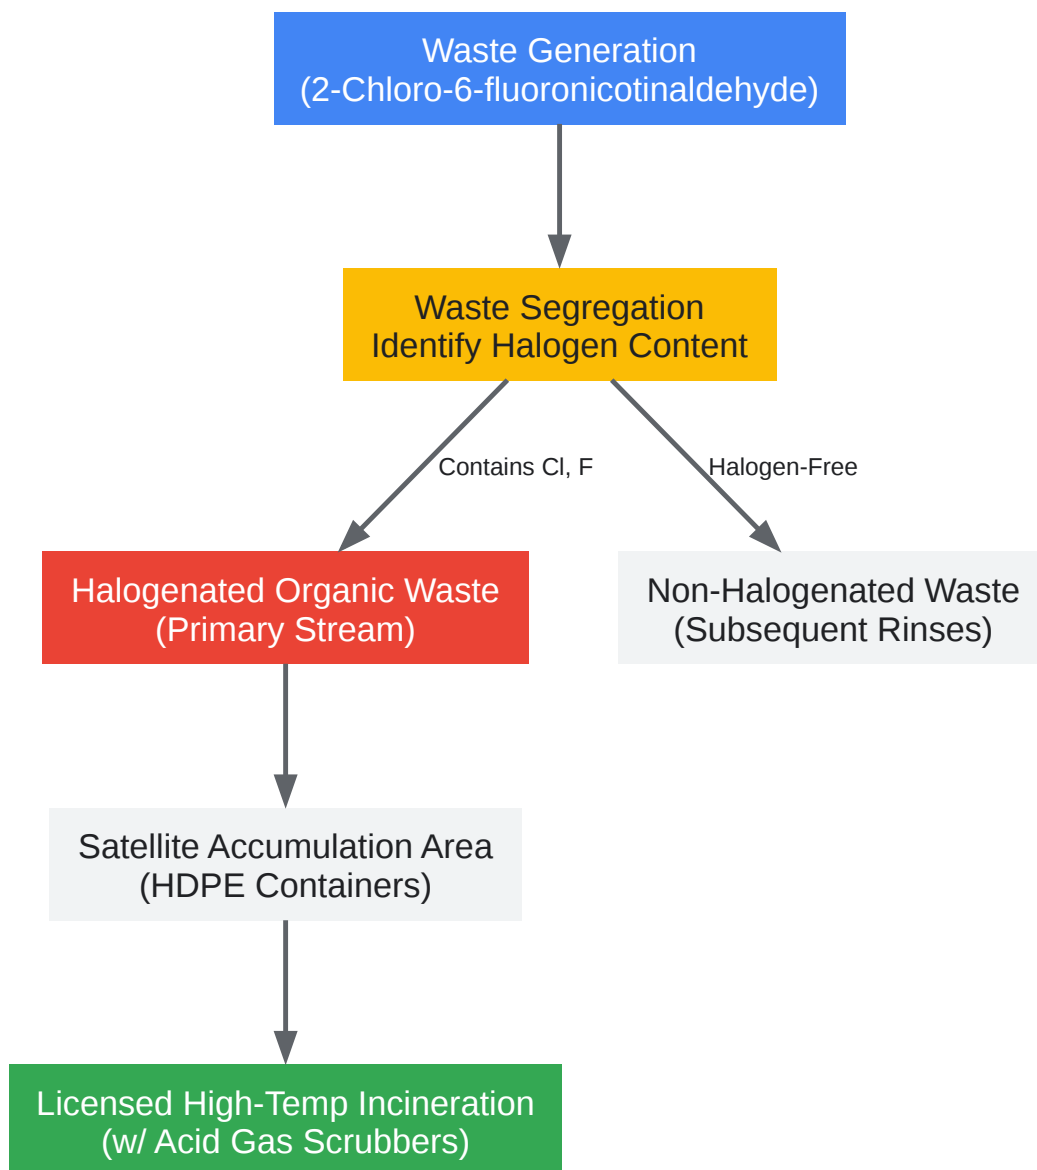 Waste Generation
(2-Chloro-6-fluoronicotinaldehyde)
Waste Segregation
Identify Halogen Content
Contains Cl, F
Halogen-Free
Halogenated Organic Waste
(Primary Stream)
Non-Halogenated Waste
(Subsequent Rinses)
Satellite Accumulation Area
(HDPE Containers)
Licensed High-Temp Incineration
(w/ Acid Gas Scrubbers)